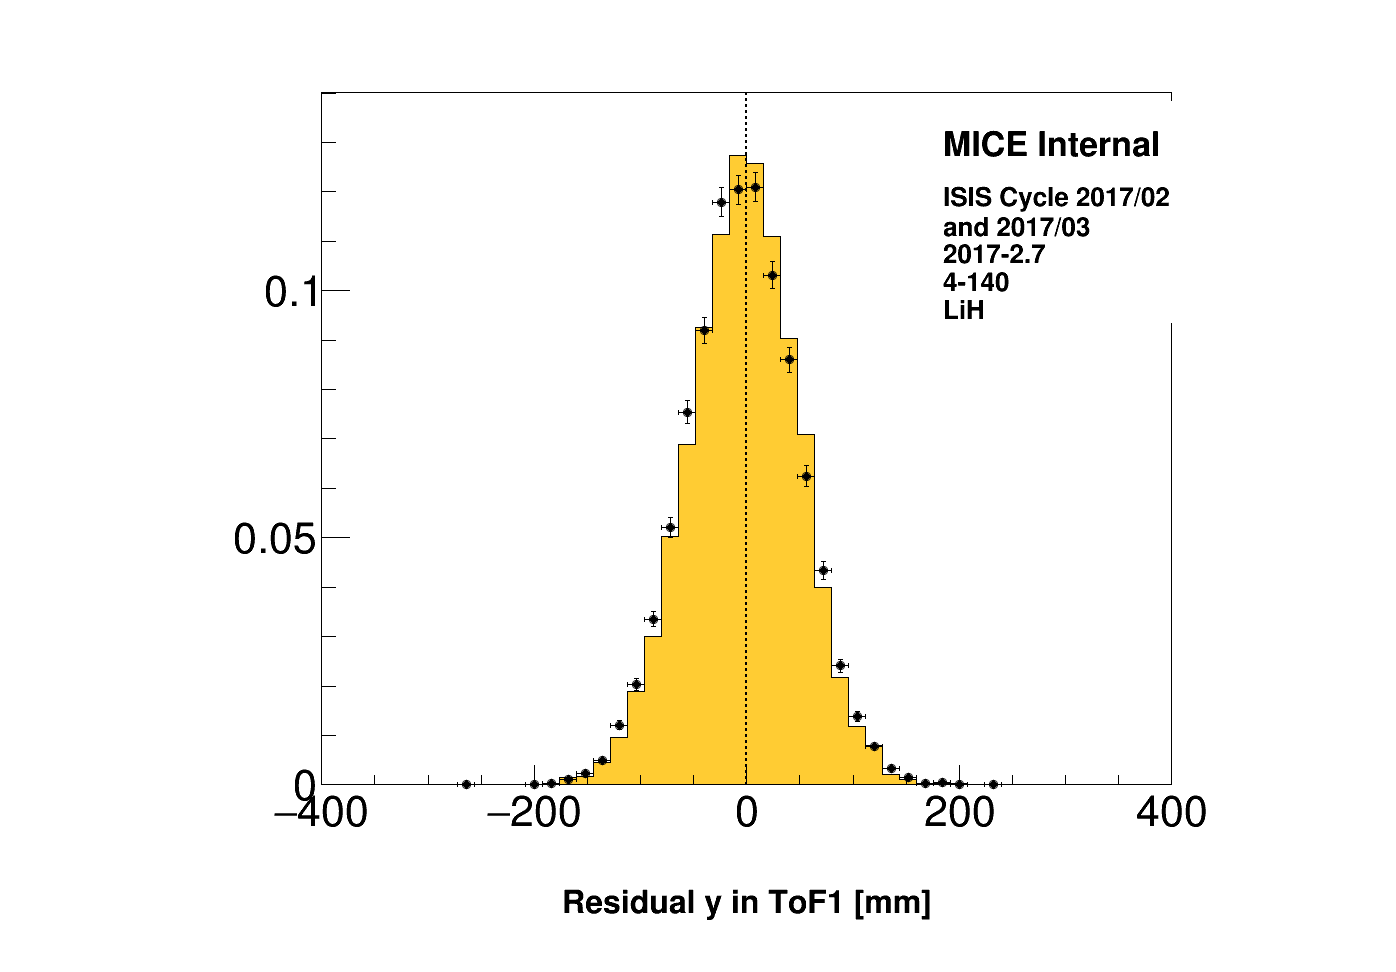 MICE Internal
ISIS Cycle 2017/02
and 2017/03
2017-2.7
4-140
LiH
0.1
0.05
0
−400 −200 0 200 400
Residual y in ToF1 [mm]